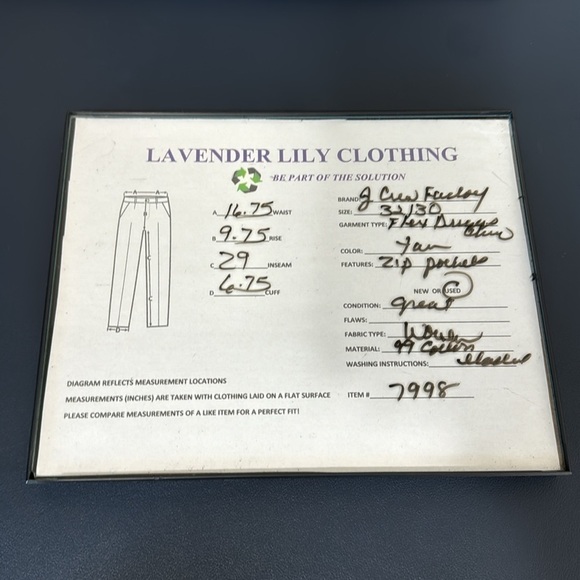 LAVENDER LILY CLOTHING
BE PART OF THE SOLUTION
A 16.75 WAIST
B 9.75 RISE
C 29 INSEAM
D 6.75 CUFF
BRAND: J Crew Factory
SIZE: 32/30
GARMENT TYPE: Flex
COLOR: Tan
FEATURES: Zip pockets
NEW OR USED
CONDITION: great
FLAWS:
FABRIC TYPE: Woven
MATERIAL: 99 Cotton
WASHING INSTRUCTIONS:
ITEM # 7998
DIAGRAM REFLECTS MEASUREMENT LOCATIONS
MEASUREMENTS (INCHES) ARE TAKEN WITH CLOTHING LAID ON A FLAT SURFACE
PLEASE COMPARE MEASUREMENTS OF A LIKE ITEM FOR A PERFECT FIT!